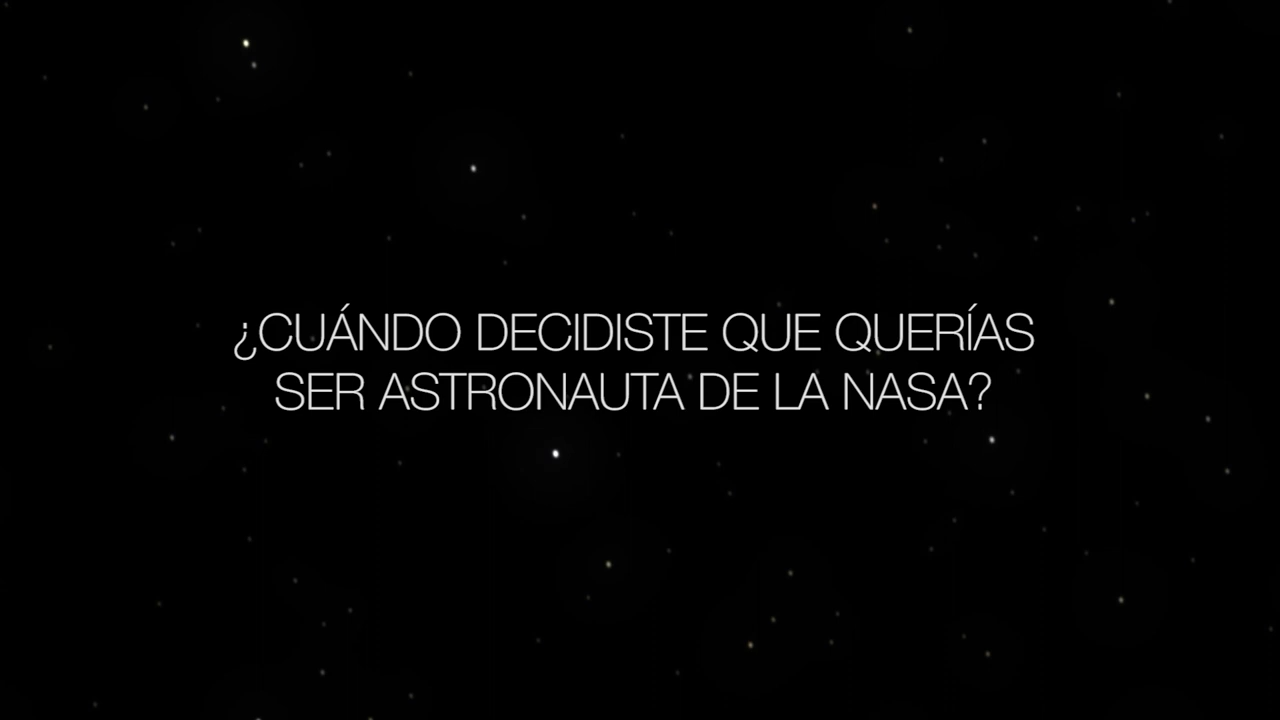 ¿CUÁNDO DECIDISTE QUE QUERÍAS
SER ASTRONAUTA DE LA NASA?